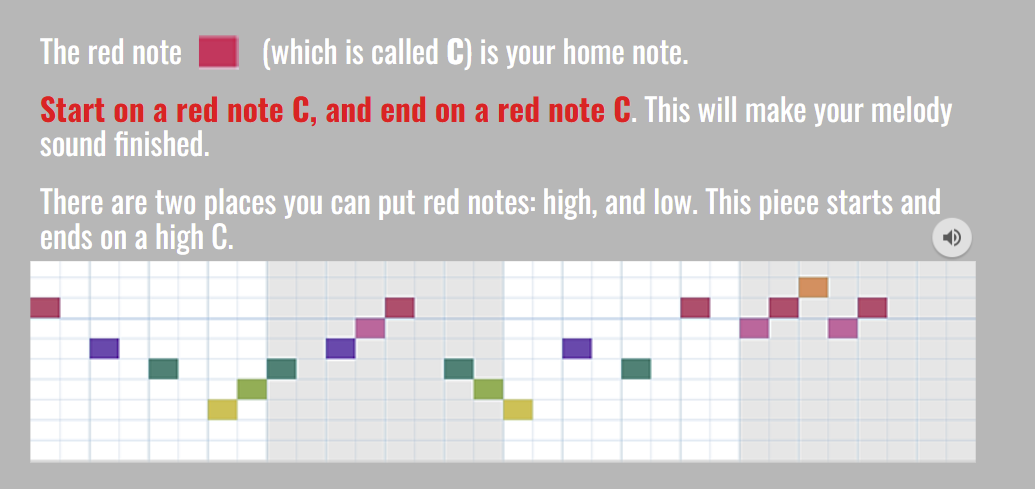 The red note (which is called C) is your home note.
Start on a red note C, and end on a red note C. This will make your melody
sound finished.
There are two places you can put red notes: high, and low. This piece starts and
ends on a high C.